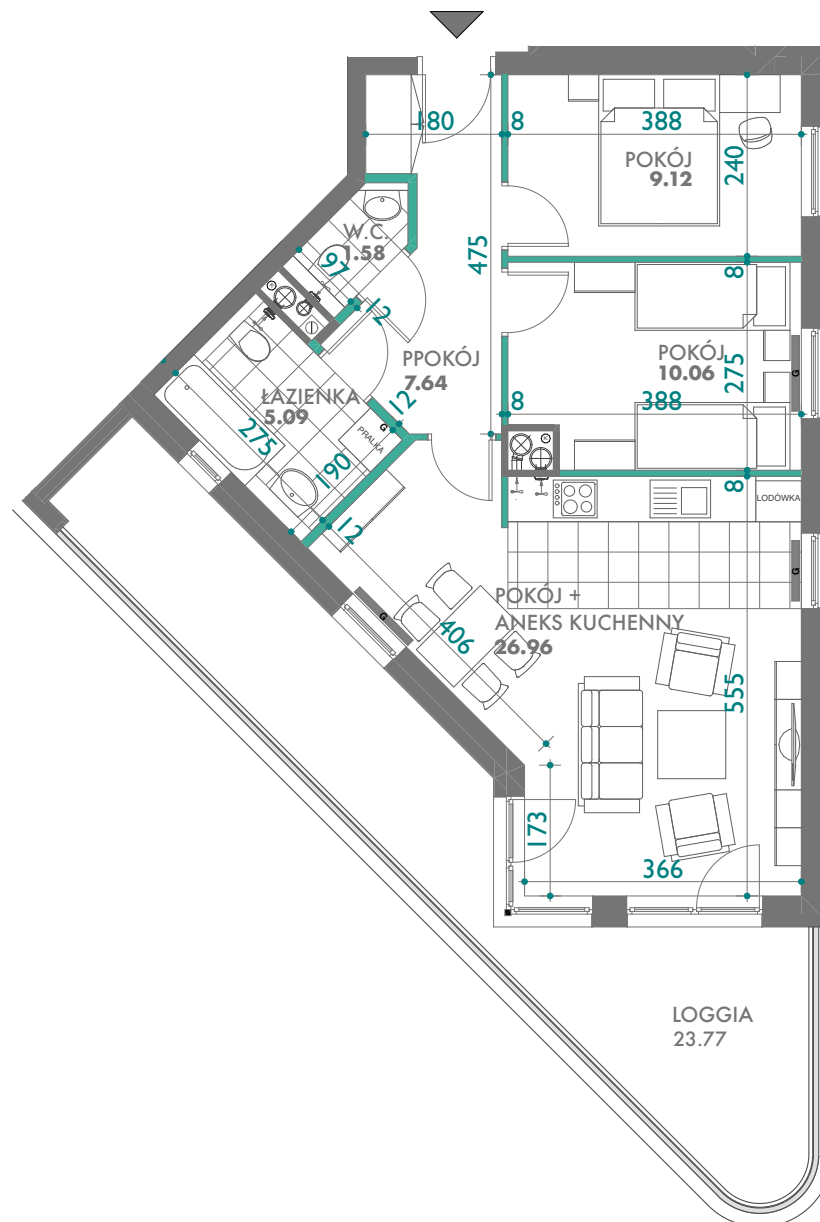 180
8
388
POKÓJ
9.12
240
W.C.
1.58
97
475
8
12
PPOKÓJ
7.64
POKÓJ
10.06
275
G
ŁAZIENKA
5.09
12
8
388
G
PRALKA
275
190
12
8
LODÓWKA
G
POKÓJ +
ANEKS KUCHENNY
26.96
G
406
555
173
366
LOGGIA
23.77